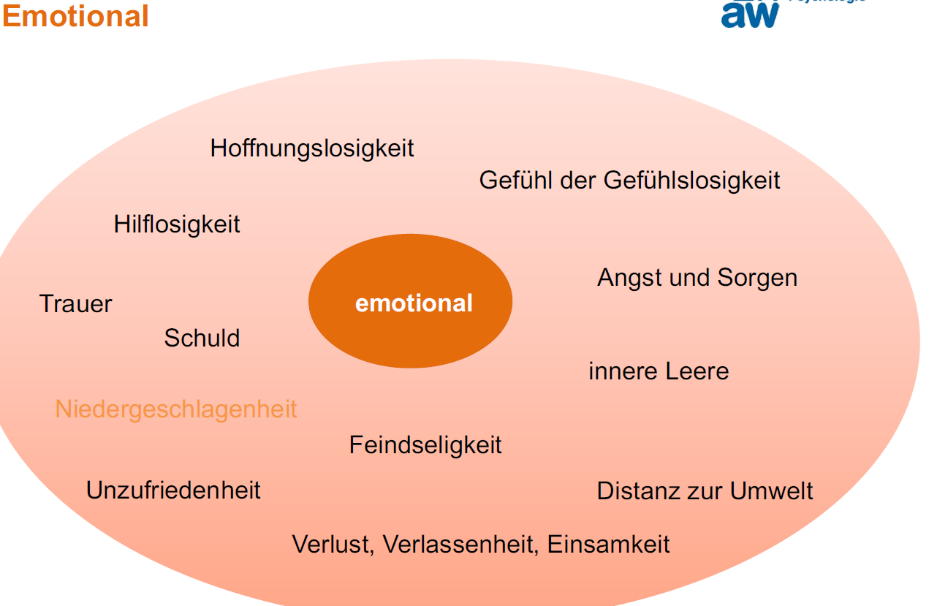 Emotional
aw
Hoffnungslosigkeit
Gefühl der Gefühlslosigkeit
Hilflosigkeit
Angst und Sorgen
emotional
Trauer
Schuld
innere Leere
Niedergeschlagenheit
Feindseligkeit
Unzufriedenheit
Distanz zur Umwelt
Verlust, Verlassenheit, Einsamkeit